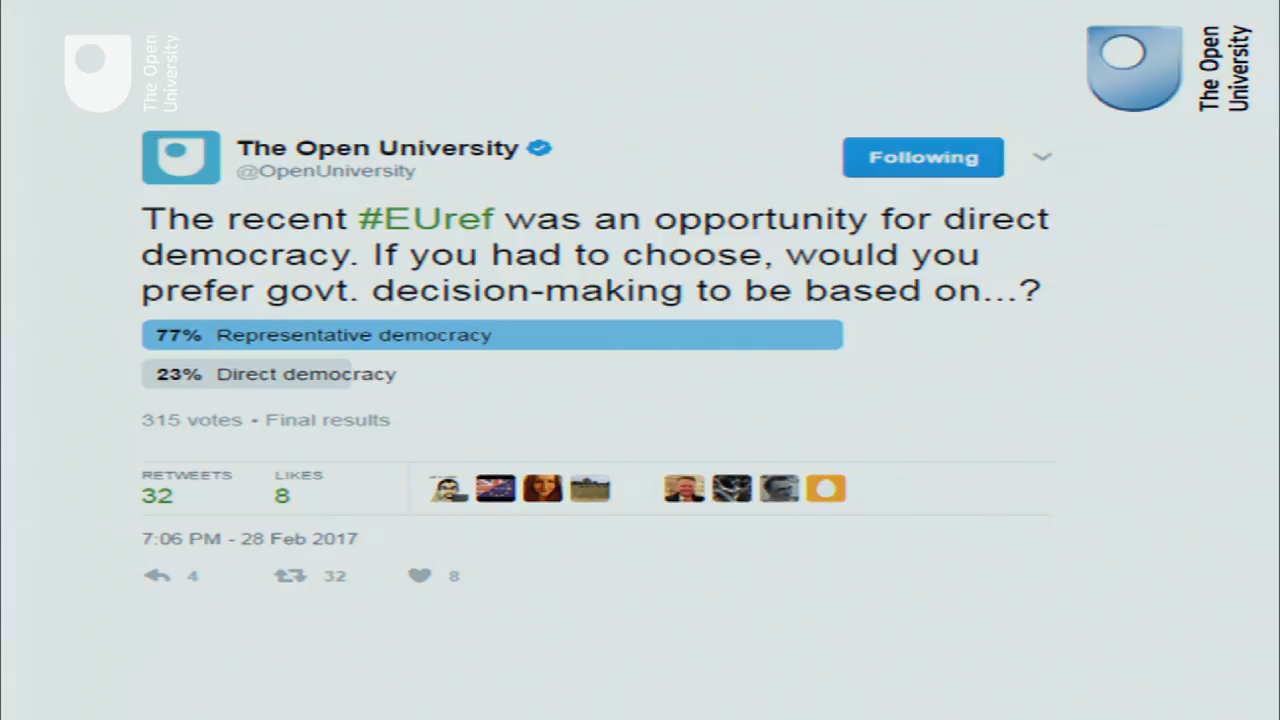 The Open
University
The Open
University
The Open University
@OpenUniversity
Following
The recent #EUref was an opportunity for direct
democracy. If you had to choose, would you
prefer govt. decision-making to be based on...?
77% Representative democracy
23% Direct democracy
315 votes • Final results
RETWEETS LIKES
32 8
7:06 PM - 28 Feb 2017
4 32 8